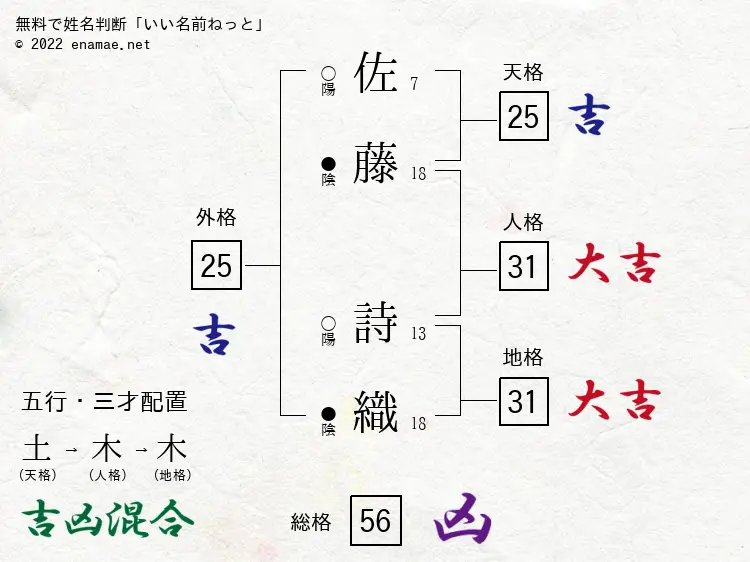 無料で姓名判断「いい名前ねっと」
© 2022 enamae.net
佐 7
○陽
藤 18
●陰
詩 13
○陽
織 18
●陰
天格
25 吉
人格
31 大吉
地格
31 大吉
外格
25
吉
五行・三才配置
土 → 木 → 木
(天格) (人格) (地格)
吉凶混合
総格 56 凶